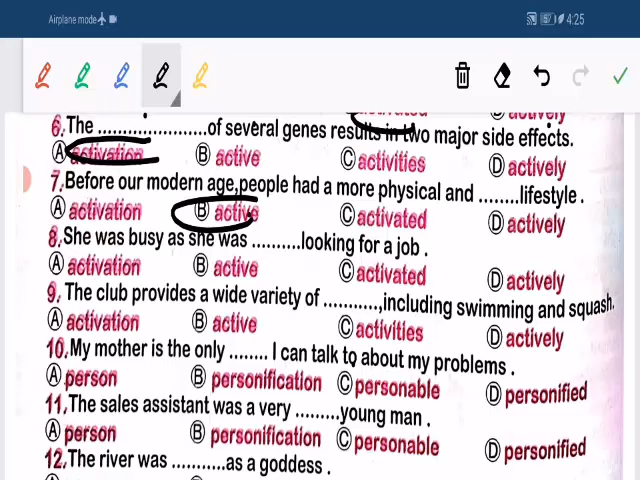 Airplane mode 57 4:25
activated D actively
6. The ....................of several genes results in two major side effects.
A activation B active C activities D actively
7. Before our modern age,people had a more physical and ........lifestyle .
A activation B active C activated D actively
8. She was busy as she was ..........looking for a job .
A activation B active C activated D actively
9. The club provides a wide variety of ...........,including swimming and squash.
A activation B active C activities D actively
10. My mother is the only ........ I can talk to about my problems .
A person B personification C personable D personified
11. The sales assistant was a very .........young man .
A person B personification C personable D personified
12. The river was ...........as a goddess .